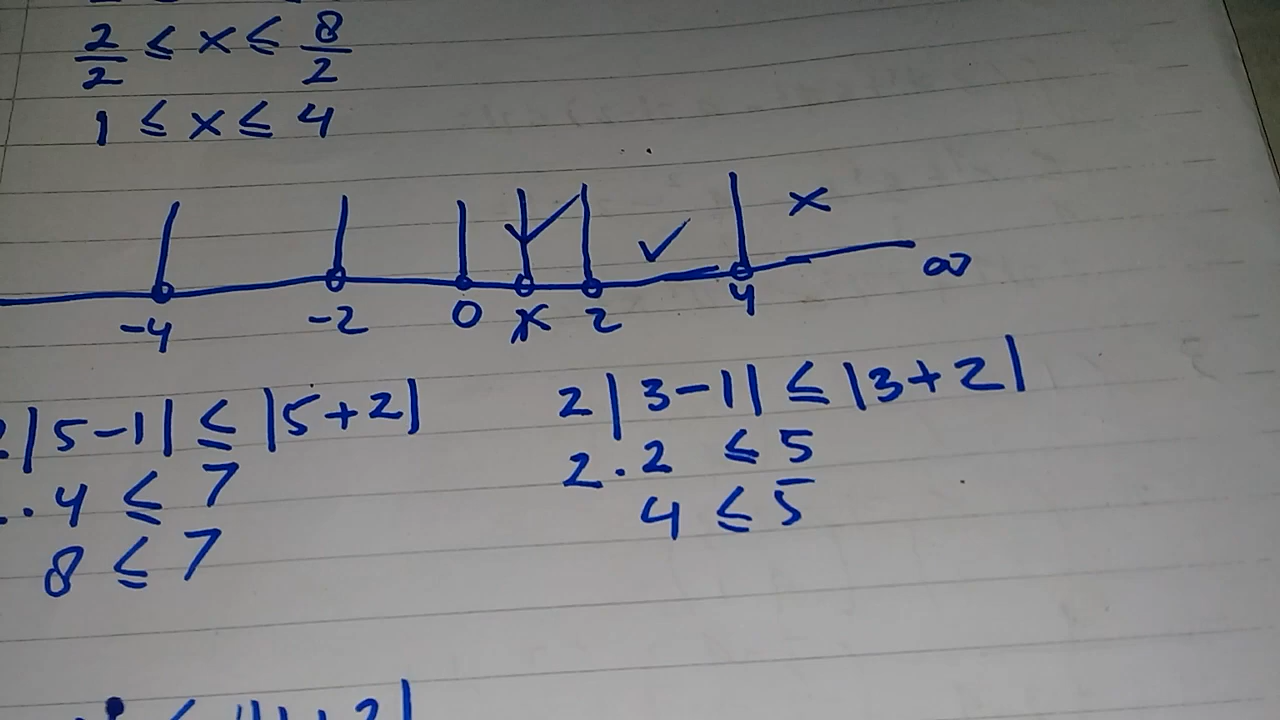 2/2 ≤ x ≤ 8/2
1 ≤ x ≤ 4
x
-4 -2 0 2 4 ∞
|5-1| ≤ |5+2|
. 4 ≤ 7
8 ≤ 7
2|3-1| ≤ |3+2|
2.2 ≤ 5
4 ≤ 5